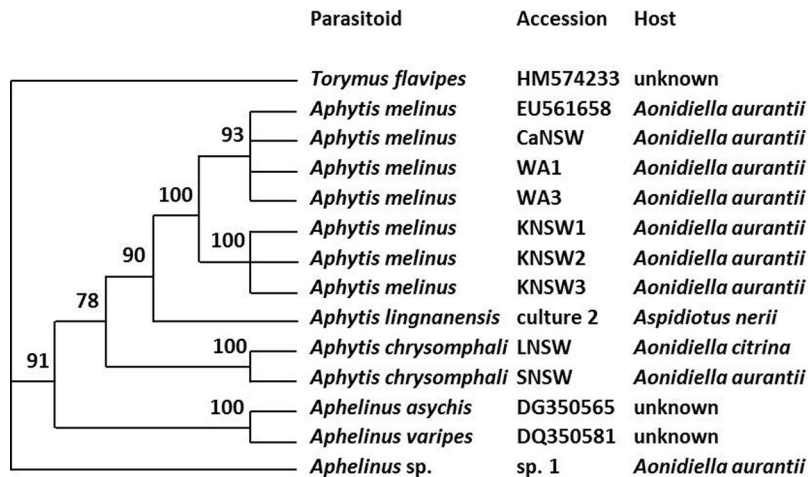 Parasitoid Accession Host
Torymus flavipes HM574233 unknown
Aphytis melinus EU561658 Aonidiella aurantii
93 Aphytis melinus CaNSW Aonidiella aurantii
Aphytis melinus WA1 Aonidiella aurantii
100 Aphytis melinus WA3 Aonidiella aurantii
Aphytis melinus KNSW1 Aonidiella aurantii
90 100 Aphytis melinus KNSW2 Aonidiella aurantii
Aphytis melinus KNSW3 Aonidiella aurantii
78 Aphytis lingnanensis culture 2 Aspidiotus nerii
100 Aphytis chrysomphali LNSW Aonidiella citrina
91 Aphytis chrysomphali SNSW Aonidiella aurantii
100 Aphelinus asychis DG350565 unknown
Aphelinus varipes DQ350581 unknown
Aphelinus sp. sp. 1 Aonidiella aurantii